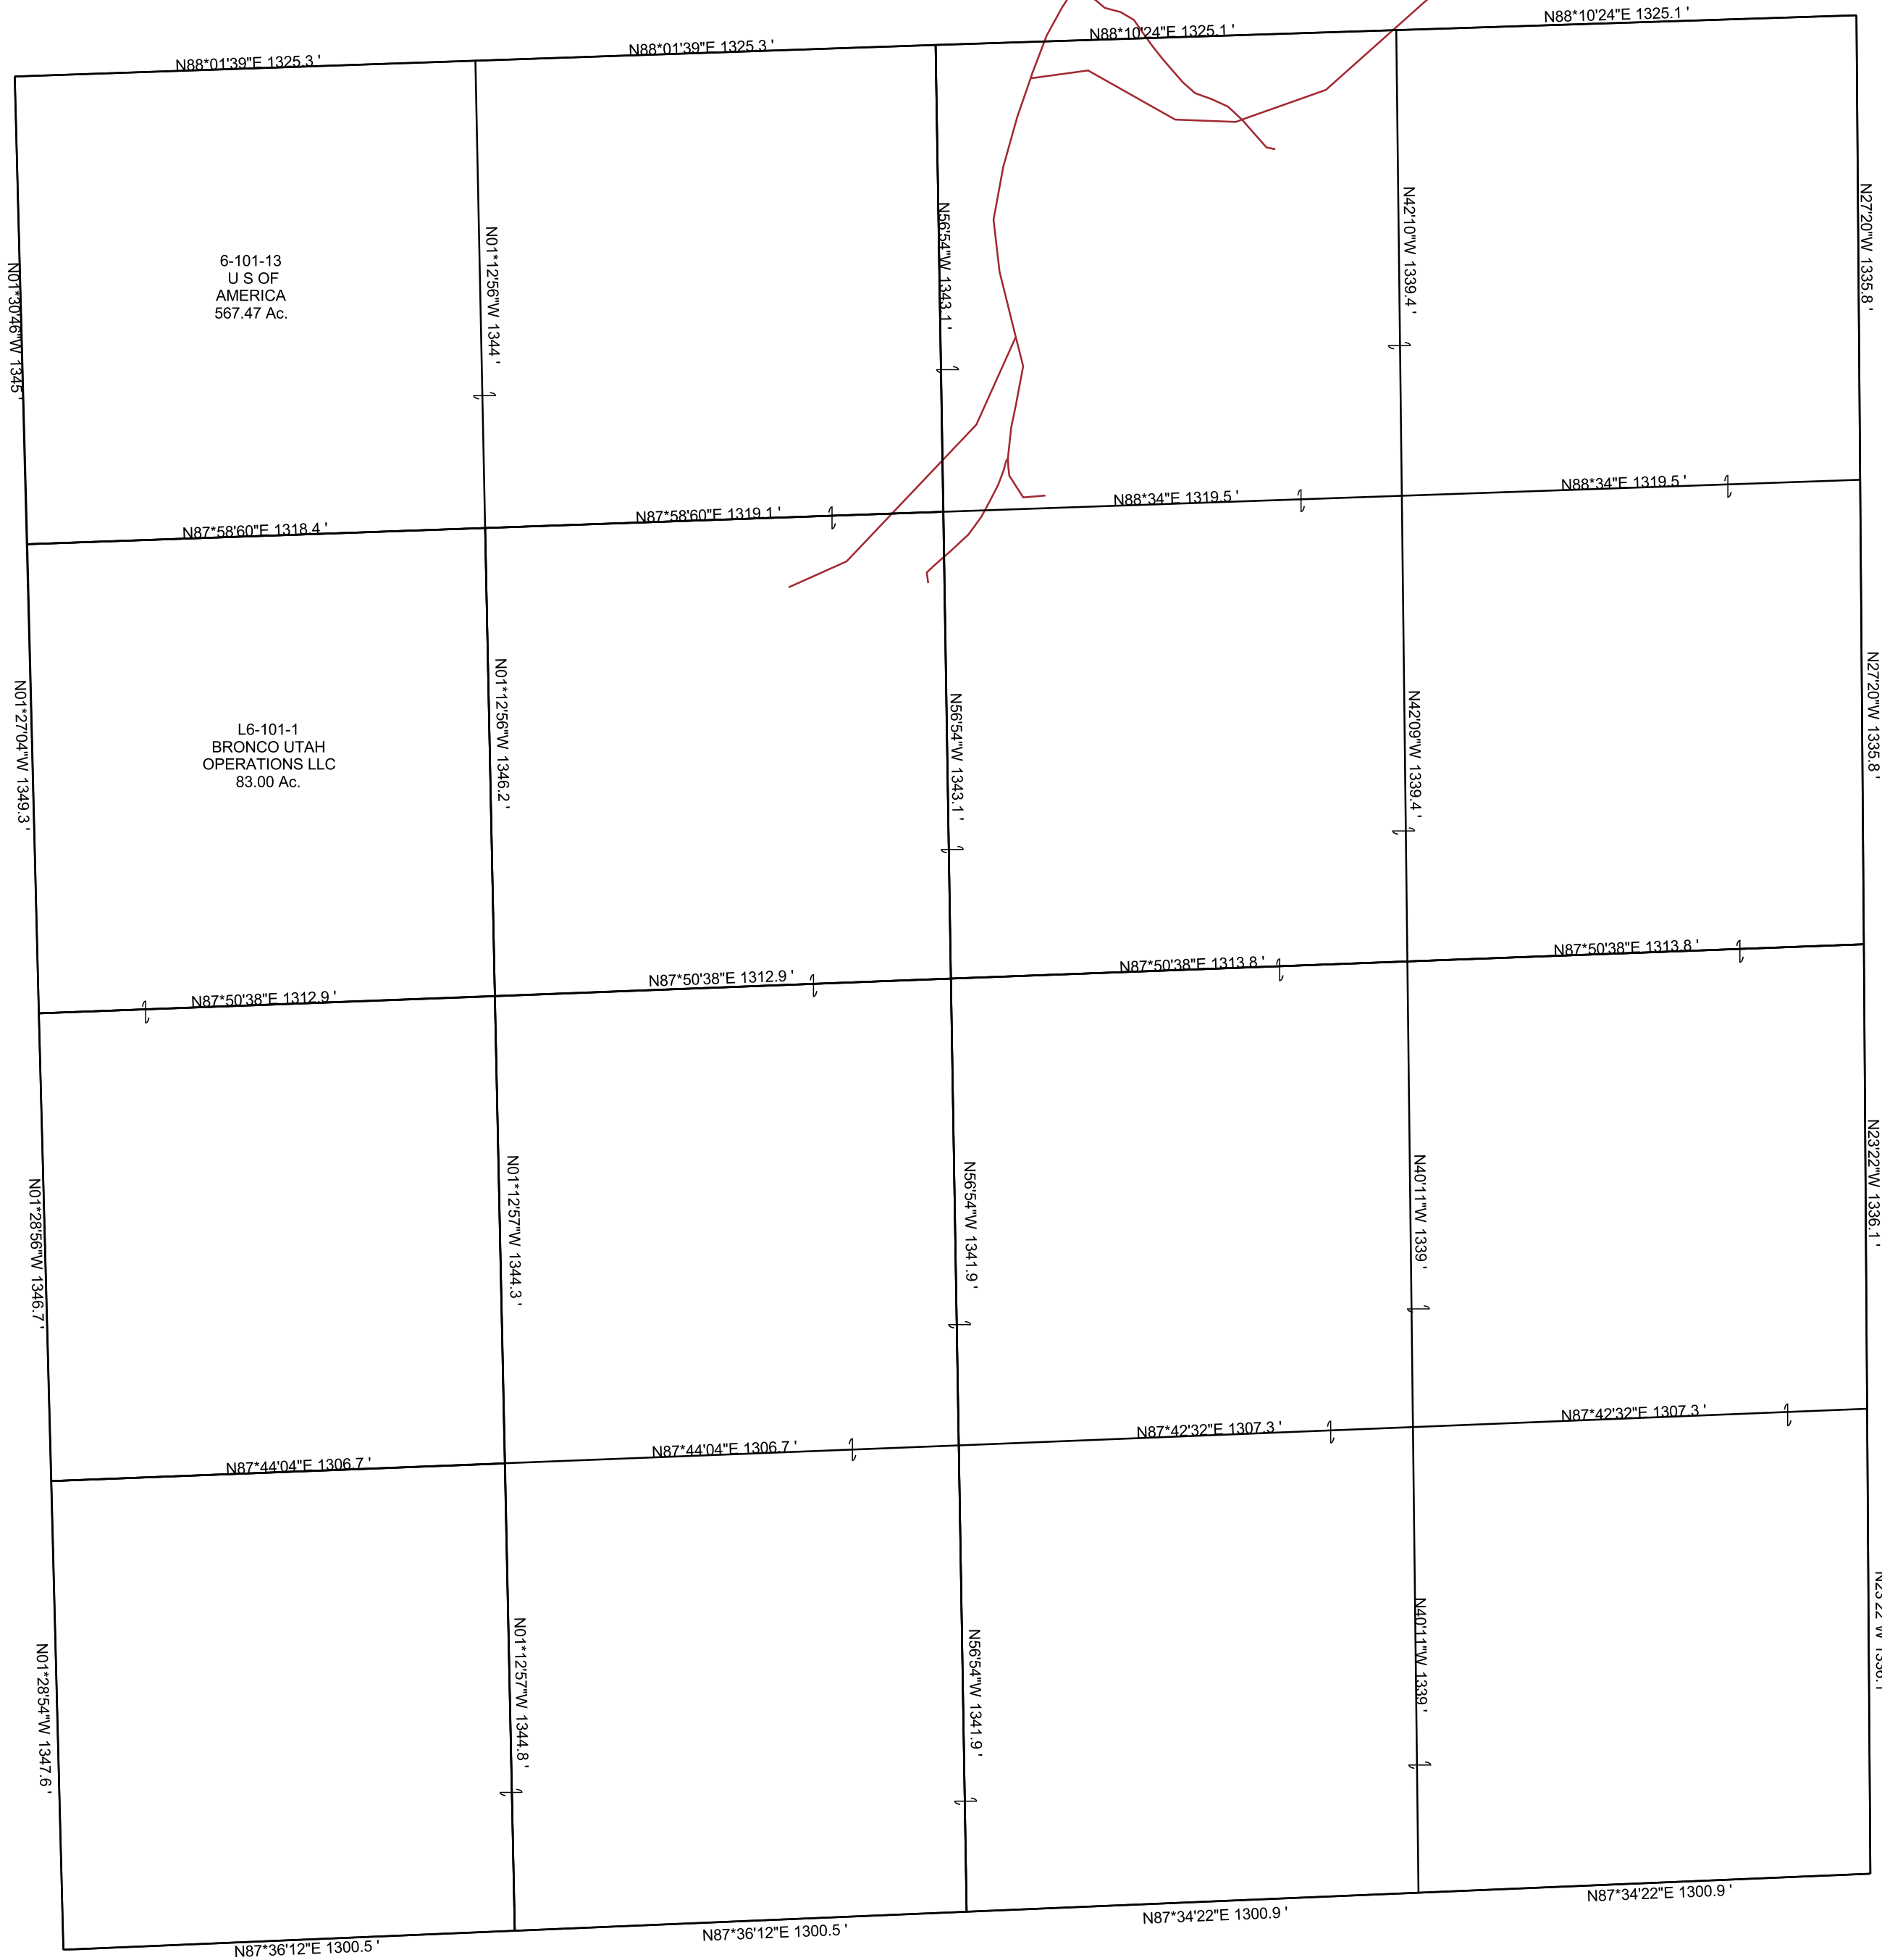 N88*01'39"E 1325.3 '
N88*01'39"E 1325.3 '
N88*10'24"E 1325.1 '
N88*10'24"E 1325.1 '
N01*30'46"W 1345 '
6-101-13
U S OF
AMERICA
567.47 Ac.
N01*12'56"W 1344 '
N56'54"W 1343.1 '
N42'10"W 1339.4 '
N27'20"W 1335.8 '
N87*58'60"E 1318.4 '
N87*58'60"E 1319.1 '
N88*34"E 1319.5 '
N88*34"E 1319.5 '
N01*27'04"W 1349.3 '
L6-101-1
BRONCO UTAH
OPERATIONS LLC
83.00 Ac.
N01*12'56"W 1346.2 '
N56'54"W 1343.1 '
N42'09"W 1339.4 '
N27'20"W 1335.8 '
N87*50'38"E 1312.9 '
N87*50'38"E 1312.9 '
N87*50'38"E 1313.8 '
N87*50'38"E 1313.8 '
N01*28'56"W 1346.7 '
N01*12'57"W 1344.3 '
N56'54"W 1341.9 '
N40'11"W 1339 '
N23'22"W 1336.1 '
N87*44'04"E 1306.7 '
N87*44'04"E 1306.7 '
N87*42'32"E 1307.3 '
N87*42'32"E 1307.3 '
N01*28'54"W 1347.6 '
N01*12'57"W 1344.8 '
N56'54"W 1341.9 '
N40'11"W 1339 '
N23'22"W 1336.1
N87*36'12"E 1300.5 '
N87*36'12"E 1300.5 '
N87*34'22"E 1300.9 '
N87*34'22"E 1300.9 '